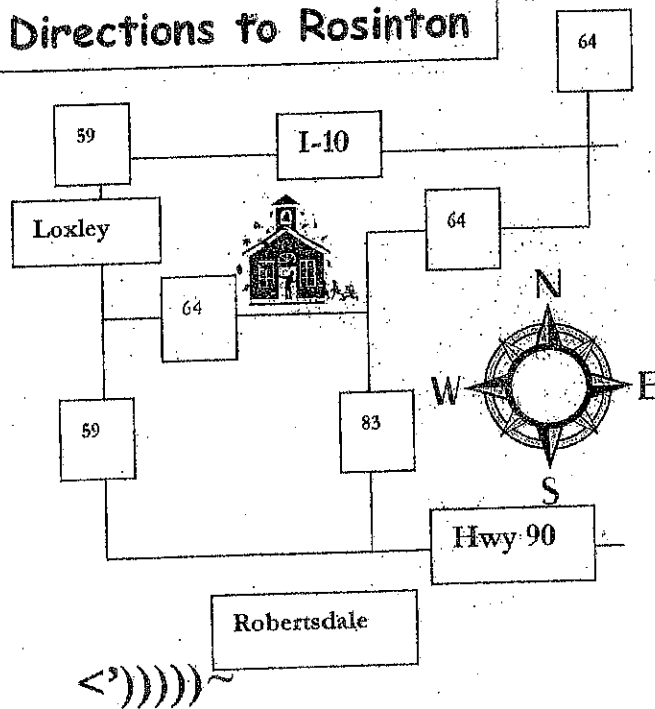 Directions to Rosinton
64
59
I-10
Loxley
64
64
N
W
E
59
83
S
Hwy 90
Robertsdale
<')))))~